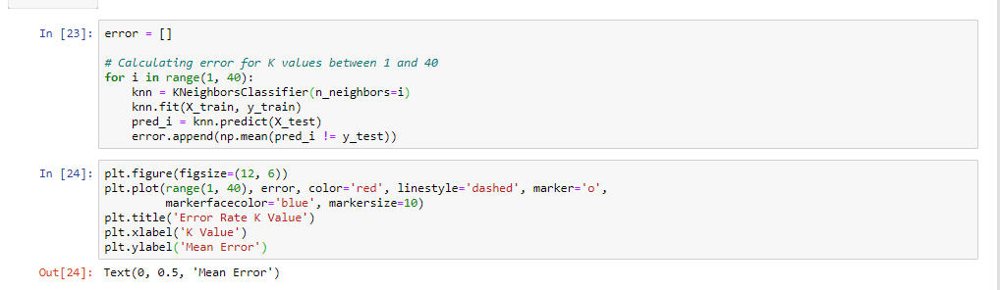 In [23]: error = []
# Calculating error for K values between 1 and 40
for i in range(1, 40):
    knn = KNeighborsClassifier(n_neighbors=i)
    knn.fit(X_train, y_train)
    pred_i = knn.predict(X_test)
    error.append(np.mean(pred_i != y_test))
In [24]: plt.figure(figsize=(12, 6))
plt.plot(range(1, 40), error, color='red', linestyle='dashed', marker='o',
         markerfacecolor='blue', markersize=10)
plt.title('Error Rate K Value')
plt.xlabel('K Value')
plt.ylabel('Mean Error')
Out[24]: Text(0, 0.5, 'Mean Error')